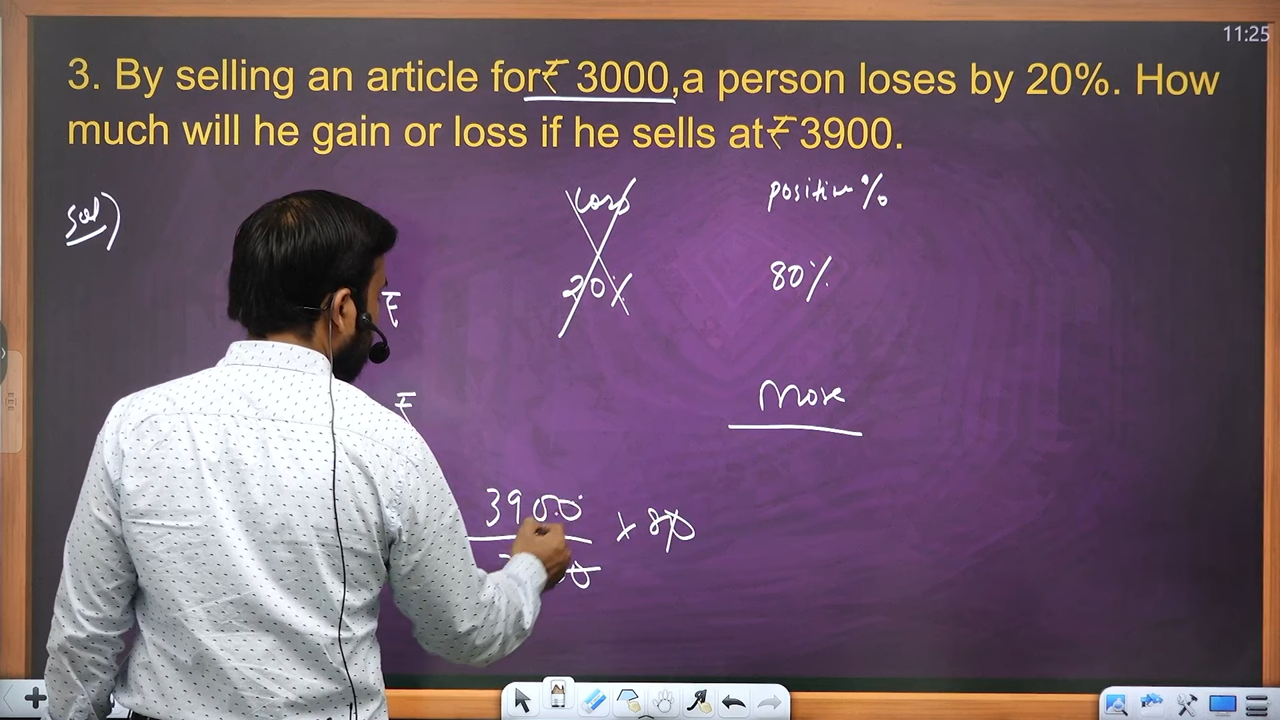 11:25
3. By selling an article for ₹ 3000,a person loses by 20%. How
much will he gain or loss if he sells at ₹ 3900.
Sol)
Loss positive %
₹ 20% 80%
₹ More
3900 × 80